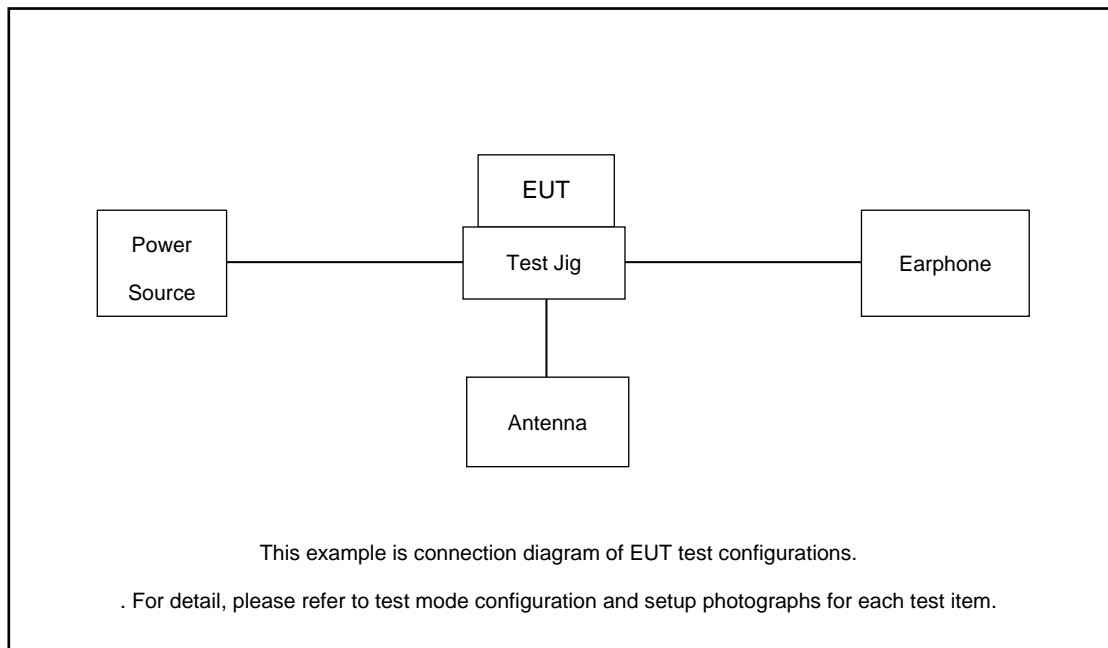 EUT
Power
Source
Test Jig
Earphone
Antenna
This example is connection diagram of EUT test configurations.
. For detail, please refer to test mode configuration and setup photographs for each test item.